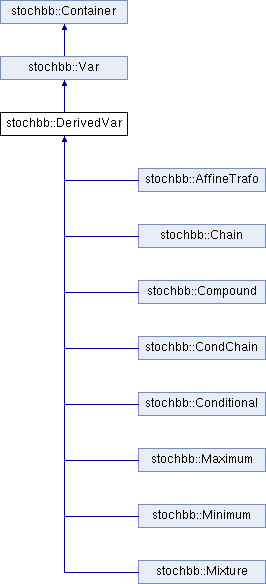 stochbb::Container
stochbb::Var
stochbb::DerivedVar
stochbb::AffineTrafo
stochbb::Chain
stochbb::Compound
stochbb::CondChain
stochbb::Conditional
stochbb::Maximum
stochbb::Minimum
stochbb::Mixture